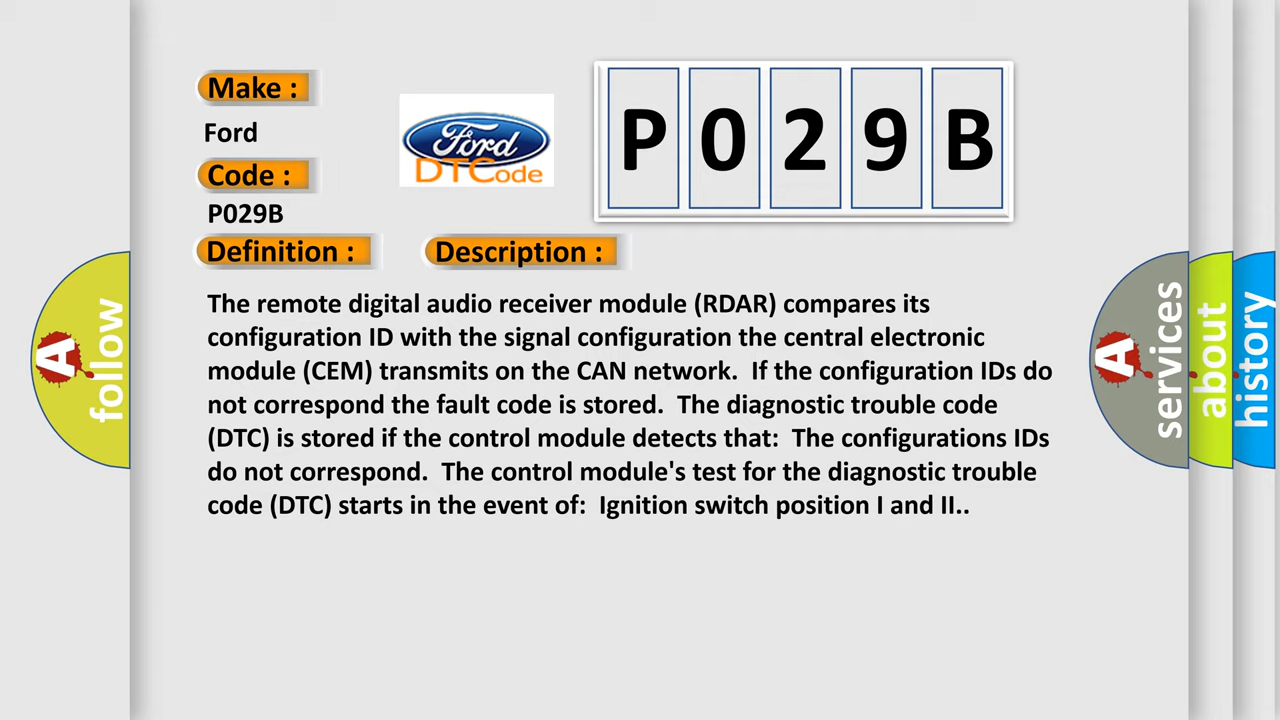 Make :
Ford
Code :
P029B
Ford
DTCode
P029B
Definition :
Description :
The remote digital audio receiver module (RDAR) compares its
configuration ID with the signal configuration the central electronic
module (CEM) transmits on the CAN network.  If the configuration IDs do
not correspond the fault code is stored.  The diagnostic trouble code
(DTC) is stored if the control module detects that:  The configurations IDs
do not correspond.  The control module's test for the diagnostic trouble
code (DTC) starts in the event of:  Ignition switch position I and II..
A follow
A services
about
history